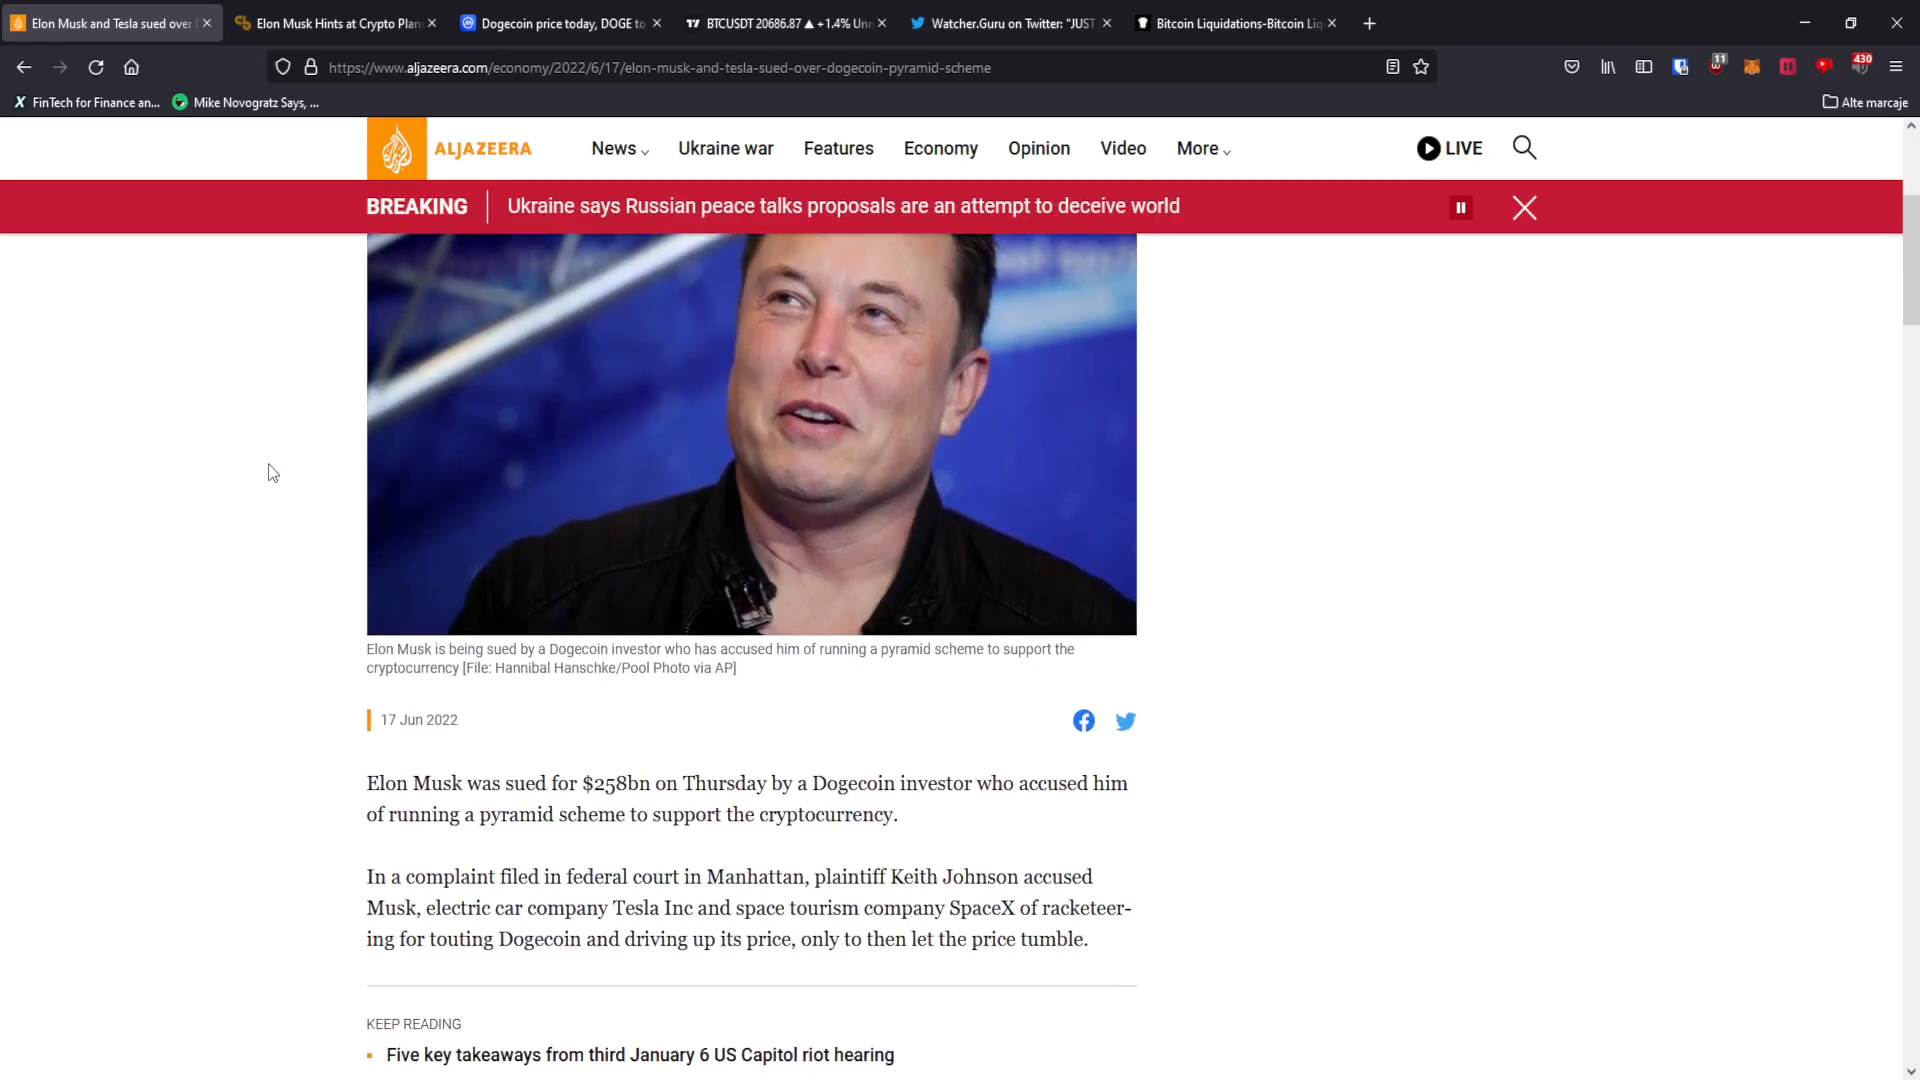 Elon Musk and Tesla sued over
Elon Musk Hints at Crypto Plan
Dogecoin price today, DOGE to
BTCUSDT 20686.87 ▲ +1.4% Unn
Watcher.Guru on Twitter: "JUST
Bitcoin Liquidations-Bitcoin Liq
https://www.aljazeera.com/economy/2022/6/17/elon-musk-and-tesla-sued-over-dogecoin-pyramid-scheme
11
430
FinTech for Finance an...
Mike Novogratz Says, ...
Alte marcaje
ALJAZEERA
News
Ukraine war
Features
Economy
Opinion
Video
More
LIVE
BREAKING
Ukraine says Russian peace talks proposals are an attempt to deceive world
Elon Musk is being sued by a Dogecoin investor who has accused him of running a pyramid scheme to support the
cryptocurrency [File: Hannibal Hanschke/Pool Photo via AP]
17 Jun 2022
Elon Musk was sued for $258bn on Thursday by a Dogecoin investor who accused him
of running a pyramid scheme to support the cryptocurrency.
In a complaint filed in federal court in Manhattan, plaintiff Keith Johnson accused
Musk, electric car company Tesla Inc and space tourism company SpaceX of racketeer-
ing for touting Dogecoin and driving up its price, only to then let the price tumble.
KEEP READING
Five key takeaways from third January 6 US Capitol riot hearing